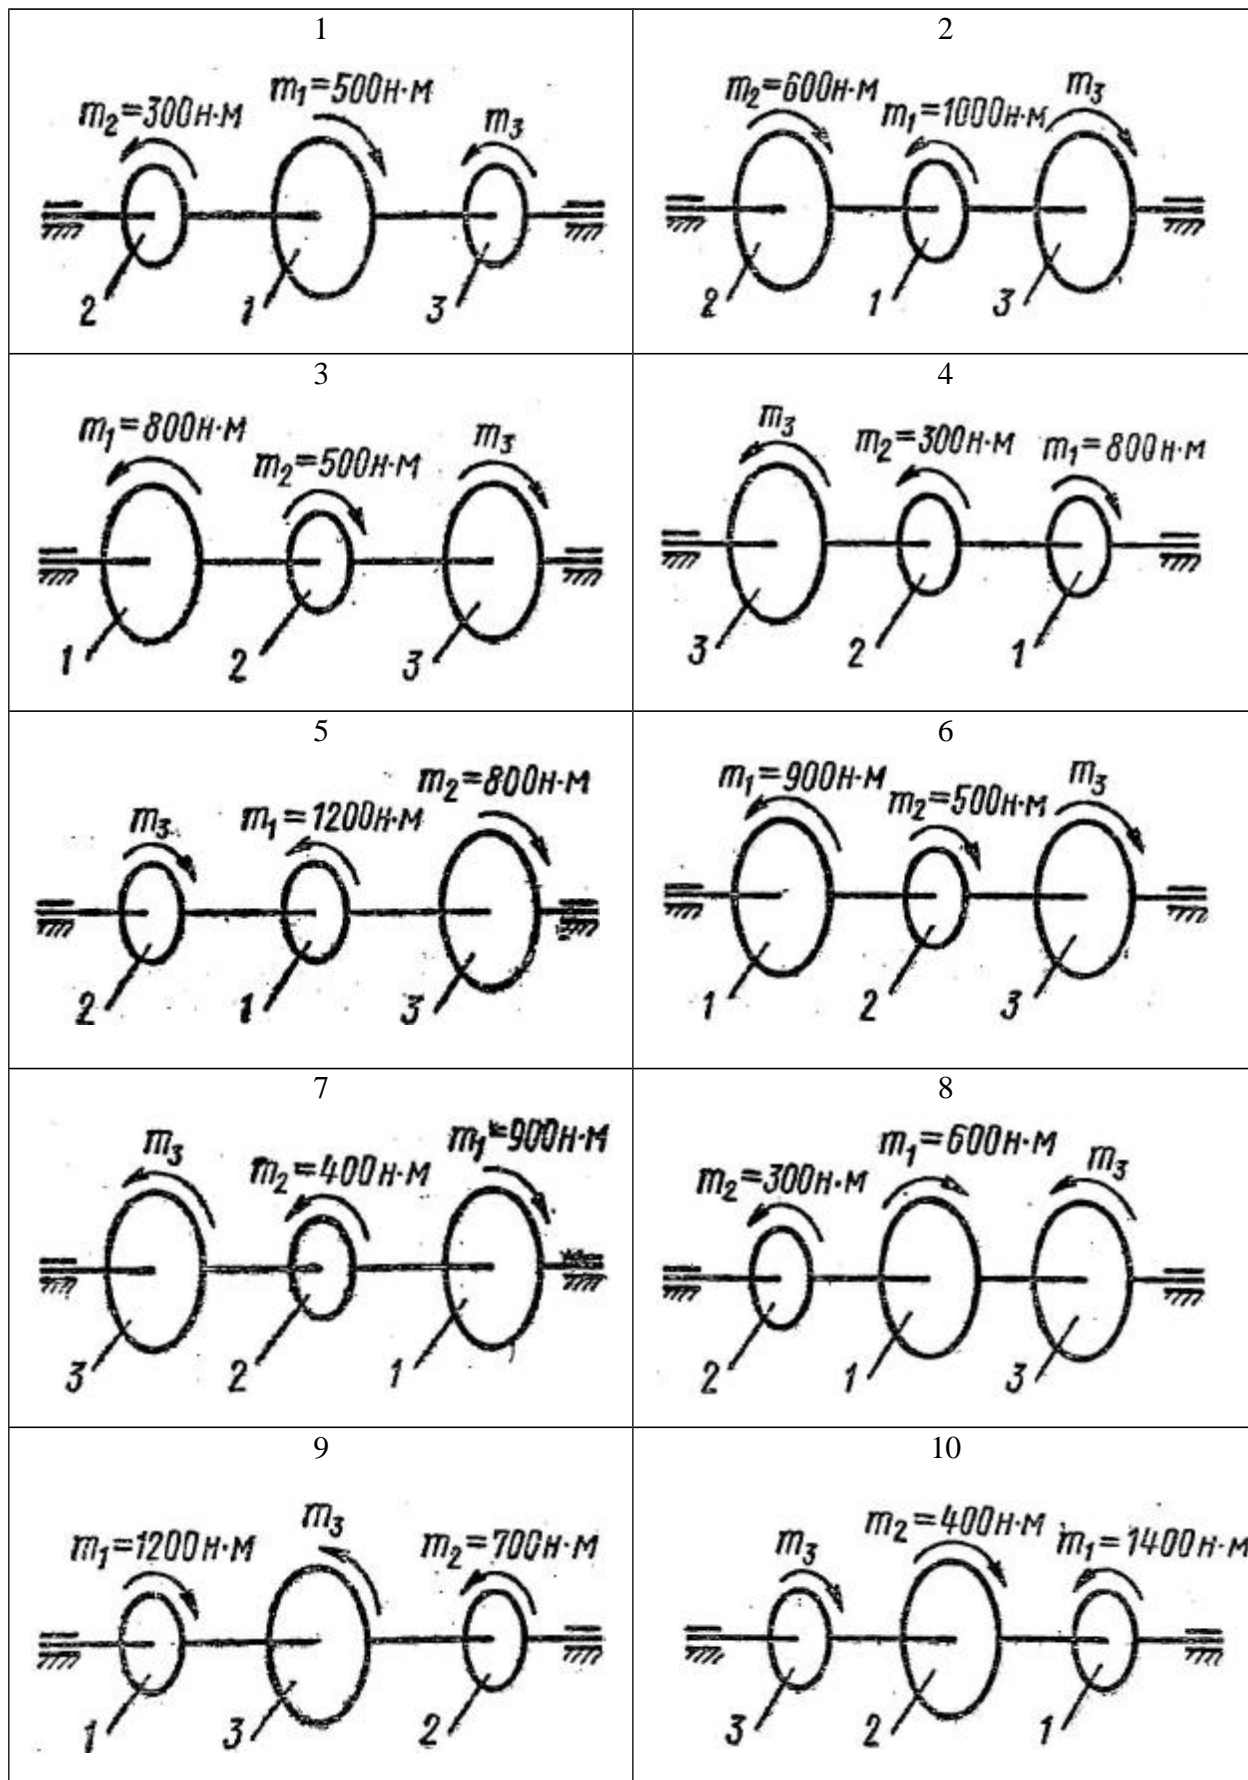 1
m₂=300н·м
m₁=500н·м
m₃
2
1
3
2
m₂=600н·м
m₁=1000н·м
m₃
2
1
3
3
m₁=800н·м
m₂=500н·м
m₃
1
2
3
4
m₃
m₂=300н·м
m₁=800н·м
3
2
1
5
m₃
m₁=1200н·м
m₂=800н·м
2
1
3
6
m₁=900н·м
m₂=500н·м
m₃
1
2
3
7
m₃
m₂=400н·м
m₁=900н·м
3
2
1
8
m₂=300н·м
m₁=600н·м
m₃
2
1
3
9
m₁=1200н·м
m₃
m₂=700н·м
1
3
2
10
m₃
m₂=400н·м
m₁=1400н·м
3
2
1